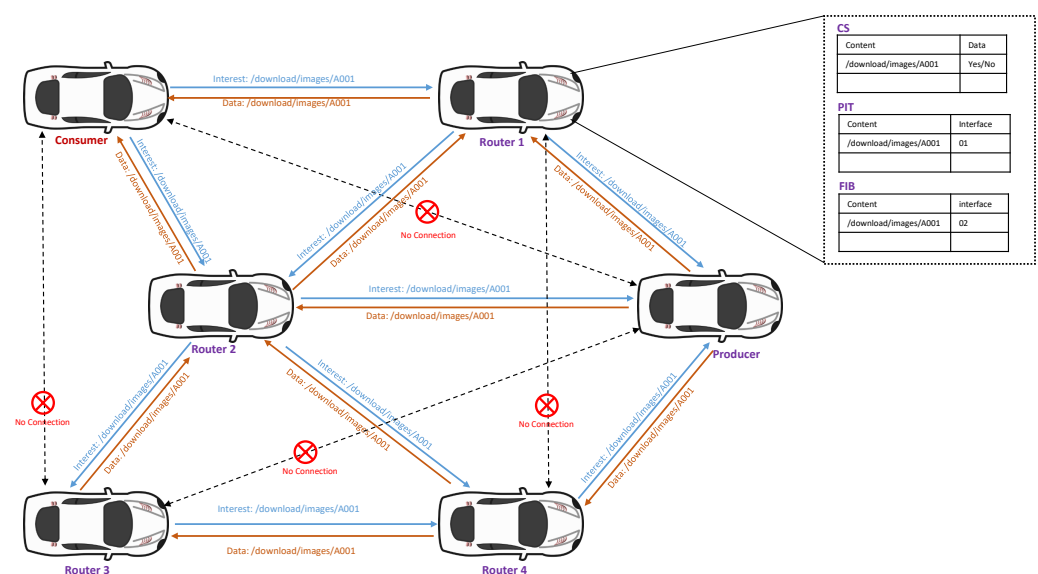 CS
Content Data
/download/images/A001 Yes/No
PIT
Content Interface
/download/images/A001 01
FIB
Content interface
/download/images/A001 02
Interest: /download/images/A001
Data: /download/images/A001
Consumer
Router 1
Interest: /download/images/A001
Data: /download/images/A001
Interest: /download/images/A001
Data: /download/images/A001
Interest: /download/images/A001
Data: /download/images/A001
No Connection
Interest: /download/images/A001
Data: /download/images/A001
Router 2
Producer
Interest: /download/images/A001
Data: /download/images/A001
Interest: /download/images/A001
Data: /download/images/A001
Interest: /download/images/A001
Data: /download/images/A001
No Connection
No Connection
No Connection
Interest: /download/images/A001
Data: /download/images/A001
Router 3
Router 4